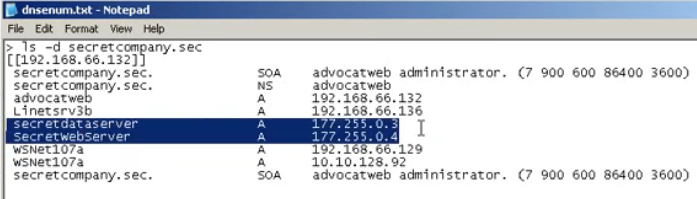 dnsenum.txt - Notepad
File Edit Format View Help
> ls -d secretcompany.sec
[[192.168.66.132]]
secretcompany.sec. SOA advocatweb administrator. (7 900 600 86400 3600)
secretcompany.sec. NS advocatweb
advocatweb A 192.168.66.132
Linetsrv3b A 192.168.66.136
secretdataserver A 177.255.0.3
SecretWebServer A 177.255.0.4
WSNet107a A 192.168.66.129
WSNet107a A 10.10.128.92
secretcompany.sec. SOA advocatweb administrator. (7 900 600 86400 3600)